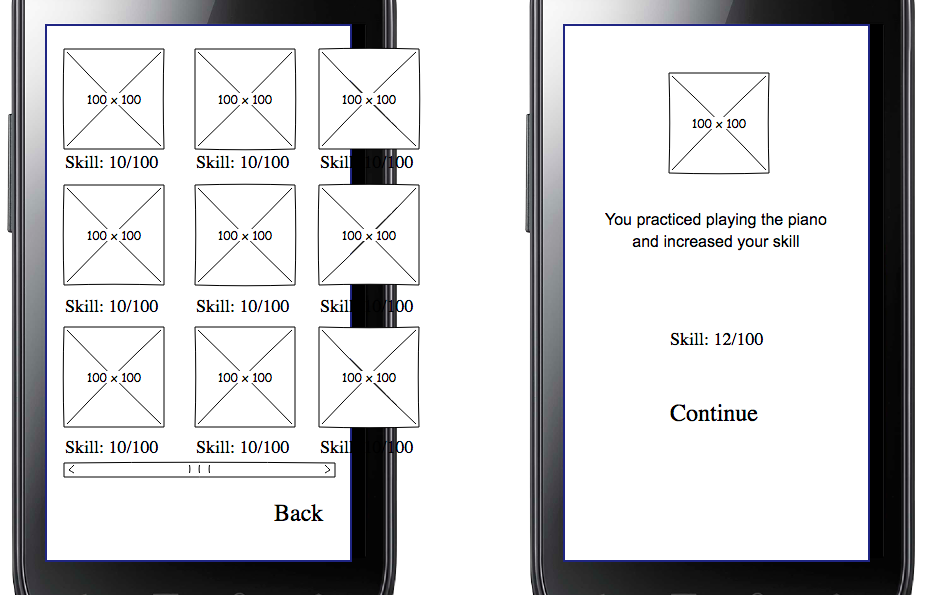 100 x 100 100 x 100 100 x 100
Skill: 10/100 Skill: 10/100 Skill: 10/100
100 x 100 100 x 100 100 x 100
Skill: 10/100 Skill: 10/100 Skill: 10/100
100 x 100 100 x 100 100 x 100
Skill: 10/100 Skill: 10/100 Skill: 10/100
Back
100 x 100
You practiced playing the piano
and increased your skill
Skill: 12/100
Continue